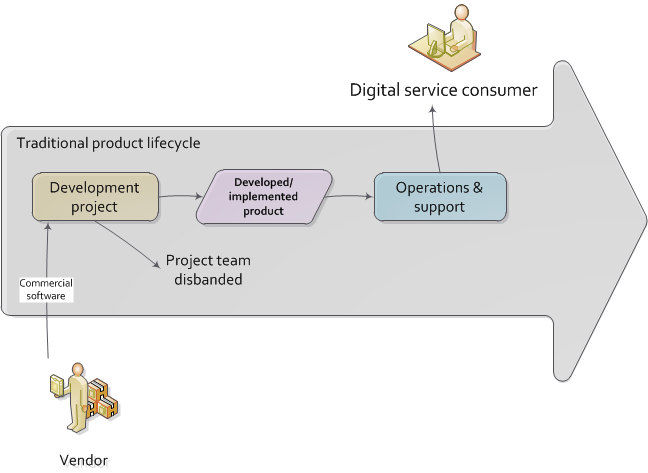 Digital service consumer
Traditional product lifecycle
Development
project
Developed/
implemented
product
Operations &
support
Project team
disbanded
Commercial
software
Vendor